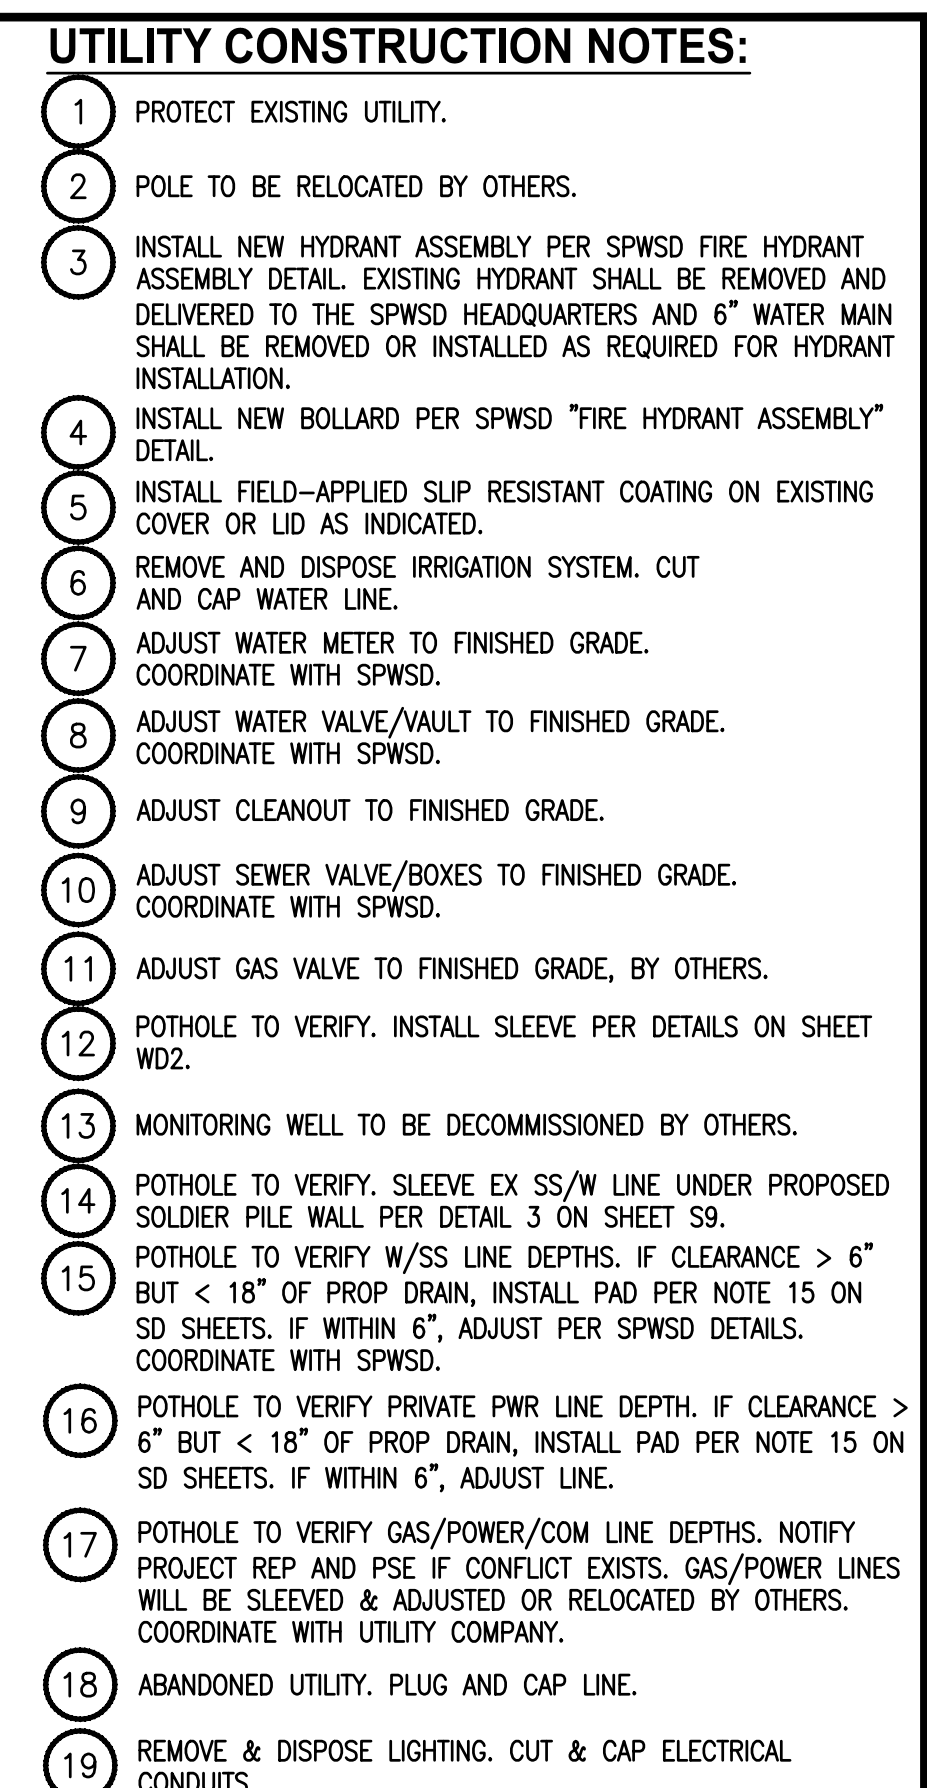 UTILITY CONSTRUCTION NOTES:
1 PROTECT EXISTING UTILITY.
2 POLE TO BE RELOCATED BY OTHERS.
3 INSTALL NEW HYDRANT ASSEMBLY PER SPWSD FIRE HYDRANT
ASSEMBLY DETAIL. EXISTING HYDRANT SHALL BE REMOVED AND
DELIVERED TO THE SPWSD HEADQUARTERS AND 6" WATER MAIN
SHALL BE REMOVED OR INSTALLED AS REQUIRED FOR HYDRANT
INSTALLATION.
4 INSTALL NEW BOLLARD PER SPWSD "FIRE HYDRANT ASSEMBLY"
DETAIL.
5 INSTALL FIELD-APPLIED SLIP RESISTANT COATING ON EXISTING
COVER OR LID AS INDICATED.
6 REMOVE AND DISPOSE IRRIGATION SYSTEM. CUT
AND CAP WATER LINE.
7 ADJUST WATER METER TO FINISHED GRADE.
COORDINATE WITH SPWSD.
8 ADJUST WATER VALVE/VAULT TO FINISHED GRADE.
COORDINATE WITH SPWSD.
9 ADJUST CLEANOUT TO FINISHED GRADE.
10 ADJUST SEWER VALVE/BOXES TO FINISHED GRADE.
COORDINATE WITH SPWSD.
11 ADJUST GAS VALVE TO FINISHED GRADE, BY OTHERS.
12 POTHOLE TO VERIFY. INSTALL SLEEVE PER DETAILS ON SHEET
WD2.
13 MONITORING WELL TO BE DECOMMISSIONED BY OTHERS.
14 POTHOLE TO VERIFY. SLEEVE EX SS/W LINE UNDER PROPOSED
SOLDIER PILE WALL PER DETAIL 3 ON SHEET S9.
15 POTHOLE TO VERIFY W/SS LINE DEPTHS. IF CLEARANCE > 6"
BUT < 18" OF PROP DRAIN, INSTALL PAD PER NOTE 15 ON
SD SHEETS. IF WITHIN 6", ADJUST PER SPWSD DETAILS.
COORDINATE WITH SPWSD.
16 POTHOLE TO VERIFY PRIVATE PWR LINE DEPTH. IF CLEARANCE >
6" BUT < 18" OF PROP DRAIN, INSTALL PAD PER NOTE 15 ON
SD SHEETS. IF WITHIN 6", ADJUST LINE.
17 POTHOLE TO VERIFY GAS/POWER/COM LINE DEPTHS. NOTIFY
PROJECT REP AND PSE IF CONFLICT EXISTS. GAS/POWER LINES
WILL BE SLEEVED & ADJUSTED OR RELOCATED BY OTHERS.
COORDINATE WITH UTILITY COMPANY.
18 ABANDONED UTILITY. PLUG AND CAP LINE.
19 REMOVE & DISPOSE LIGHTING. CUT & CAP ELECTRICAL
CONDUITS